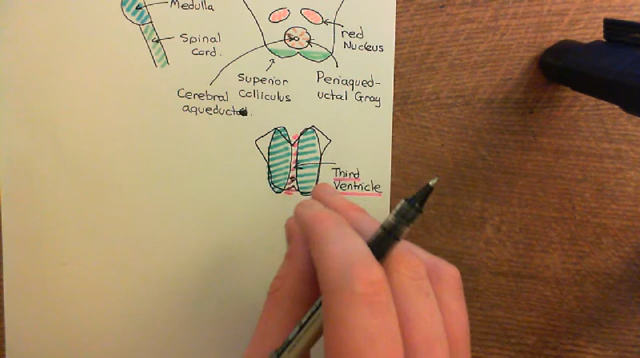 Medulla
Spinal
Cord.
red
Nucleus
Superior
Colliculus
Periaqued-
uctal Gray
Cerebral
aqueduct
Third
Ventricle